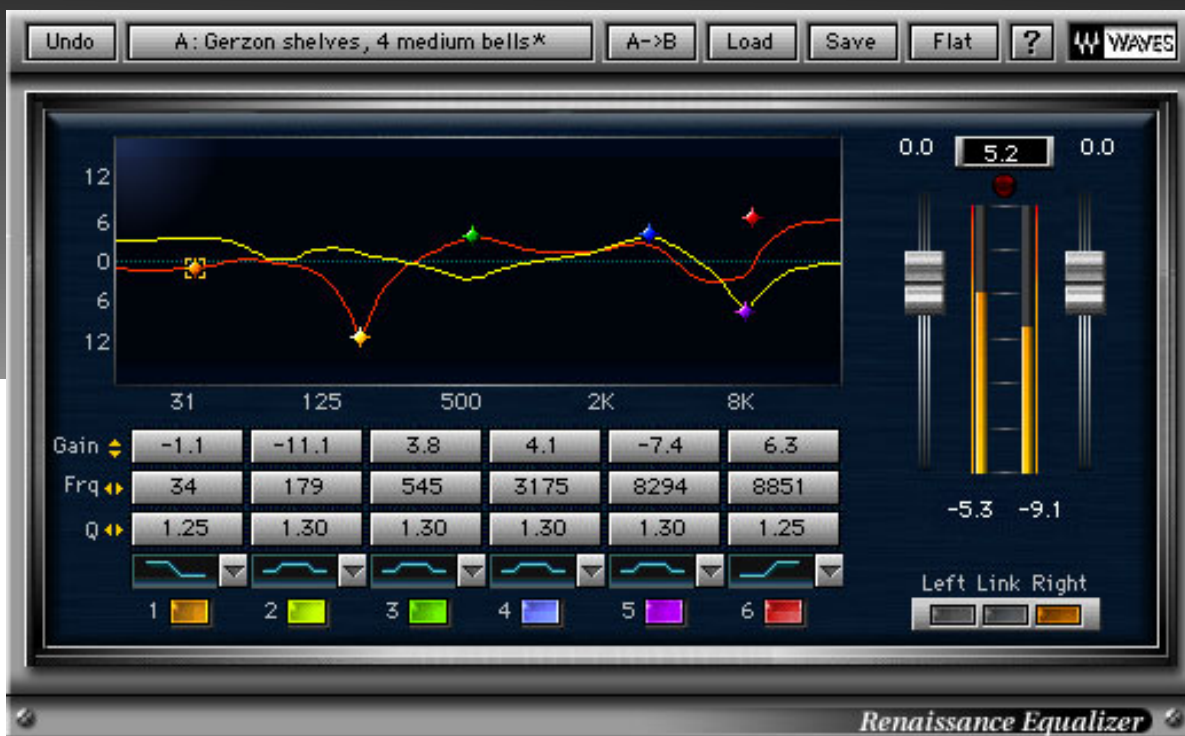 Undo A: Gerzon shelves, 4 medium bells* A->B Load Save Flat ? WAVES
0.0 5.2 0.0
12
6
0
6
12
31 125 500 2K 8K
Gain -1.1 -11.1 3.8 4.1 -7.4 6.3
Frq 34 179 545 3175 8294 8851
Q 1.25 1.30 1.30 1.30 1.30 1.25
-5.3 -9.1
Left Link Right
1 2 3 4 5 6
Renaissance Equalizer